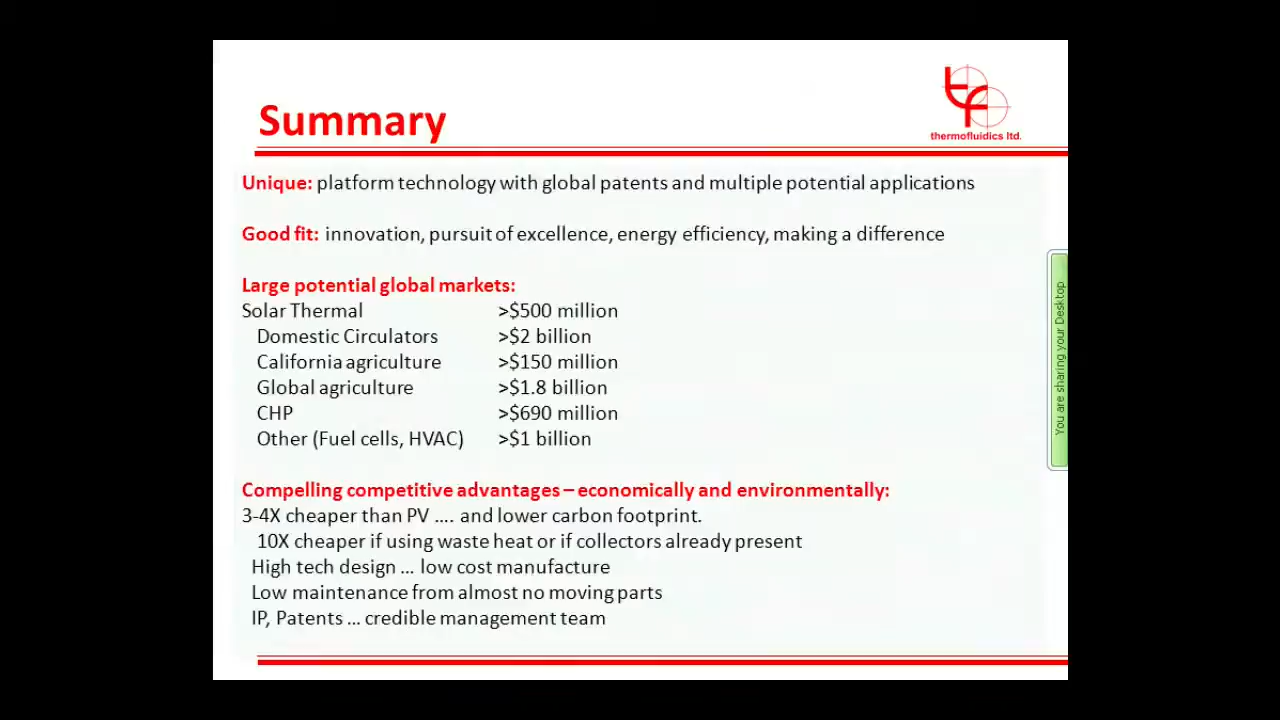 Summary
thermofluidics ltd.
Unique: platform technology with global patents and multiple potential applications
Good fit: innovation, pursuit of excellence, energy efficiency, making a difference
Large potential global markets:
Solar Thermal >$500 million
Domestic Circulators >$2 billion
California agriculture >$150 million
Global agriculture >$1.8 billion
CHP >$690 million
Other (Fuel cells, HVAC) >$1 billion
Compelling competitive advantages – economically and environmentally:
3-4X cheaper than PV .... and lower carbon footprint.
10X cheaper if using waste heat or if collectors already present
High tech design ... low cost manufacture
Low maintenance from almost no moving parts
IP, Patents ... credible management team
You are sharing your Desktop